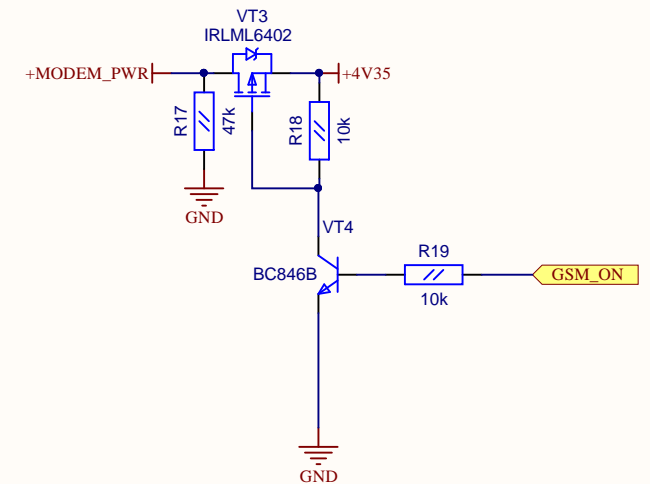 VT3
IRLML6402
+MODEM_PWR
+4V35
R17
47k
R18
10k
GND
VT4
BC846B
R19
10k
GSM_ON
GND